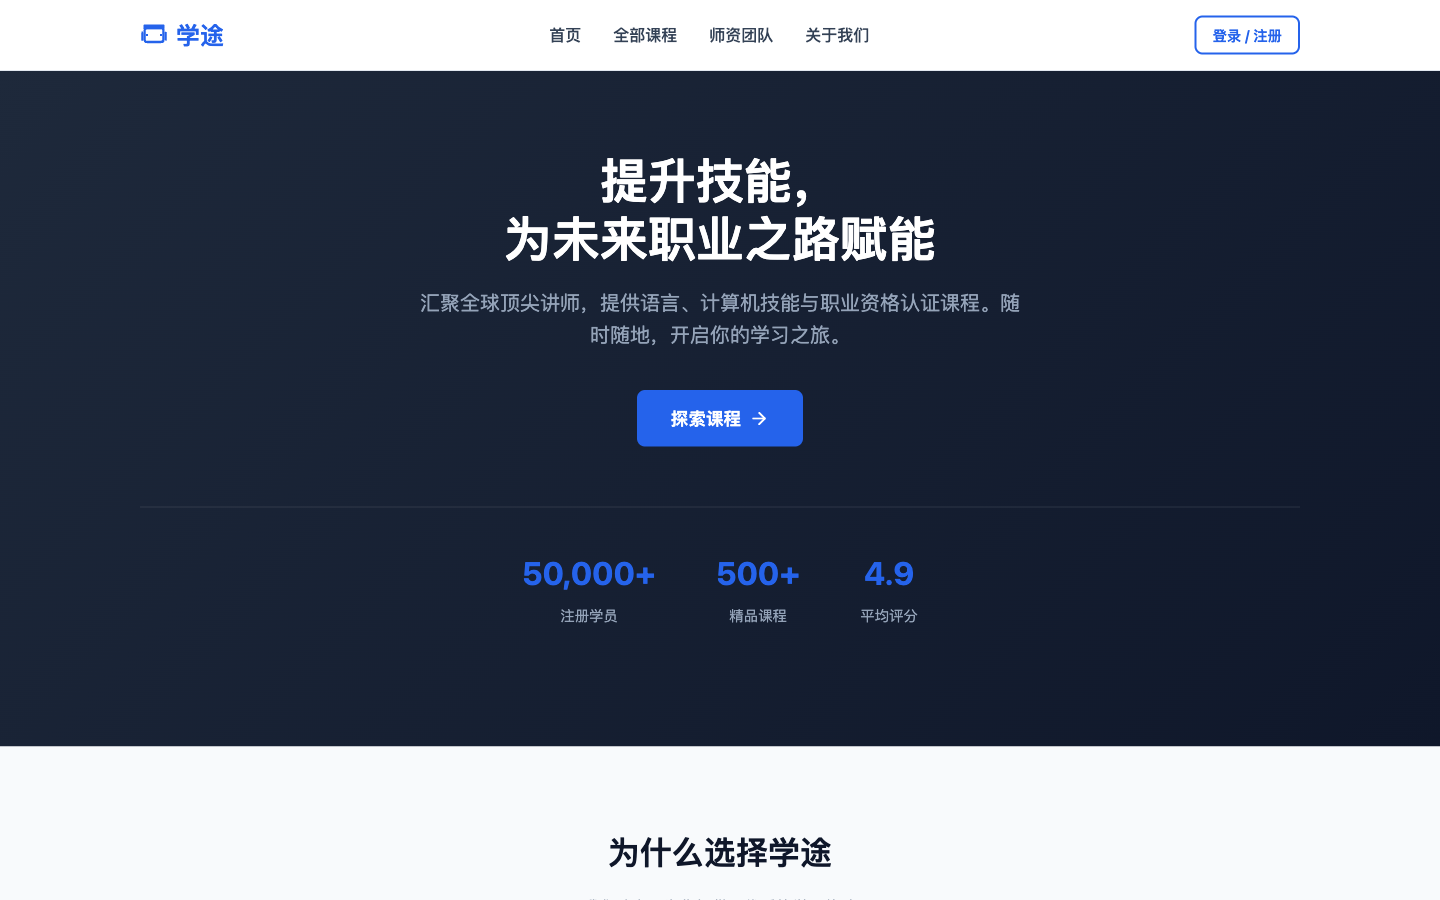 学途
首页
全部课程
师资团队
关于我们
登录 / 注册
提升技能，
为未来职业之路赋能
汇聚全球顶尖讲师，提供语言、计算机技能与职业资格认证课程。随
时随地，开启你的学习之旅。
探索课程 →
50,000+
500+
4.9
注册学员
精品课程
平均评分
为什么选择学途